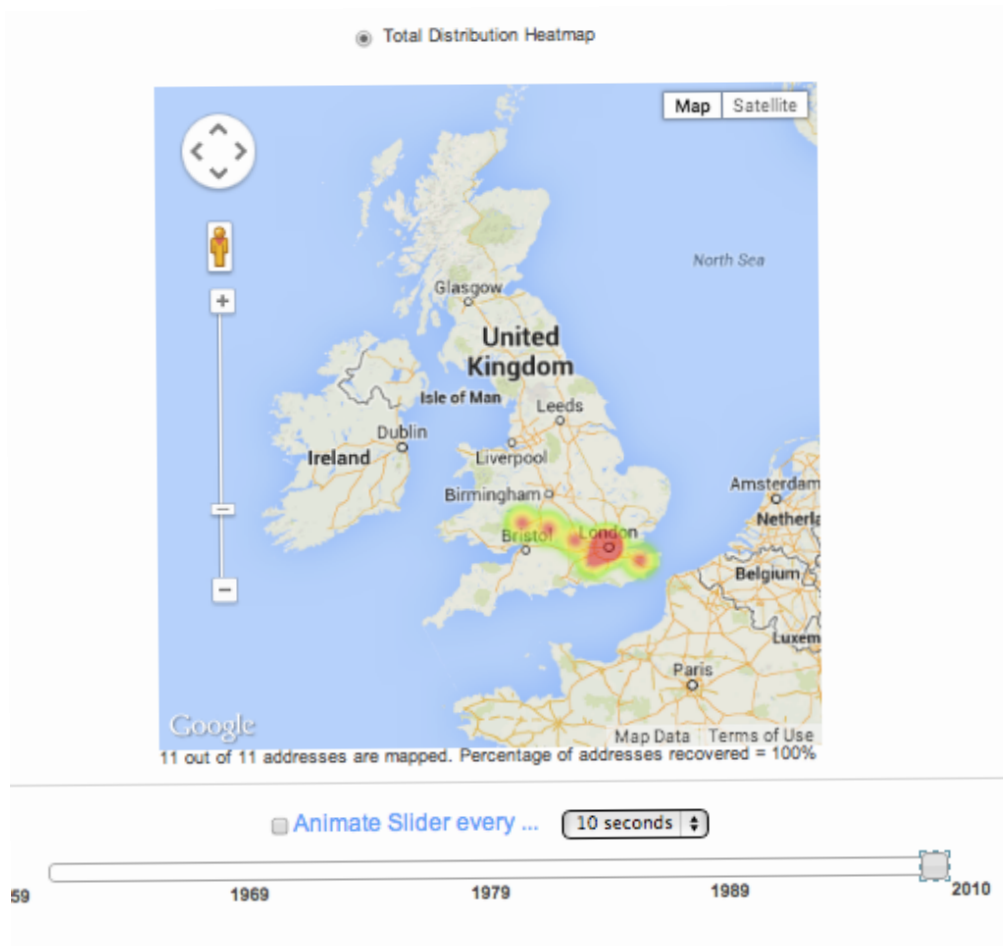 Total Distribution Heatmap
Map Satellite
North Sea
Glasgow
United
Kingdom
Isle of Man
Leeds
Dublin
Ireland
Liverpool
Birmingham
Amsterdam
Netherla
Bristol
London
Belgium
Luxem
Paris
Google
Map Data Terms of Use
11 out of 11 addresses are mapped. Percentage of addresses recovered = 100%
Animate Slider every ... 10 seconds
59 1969 1979 1989 2010